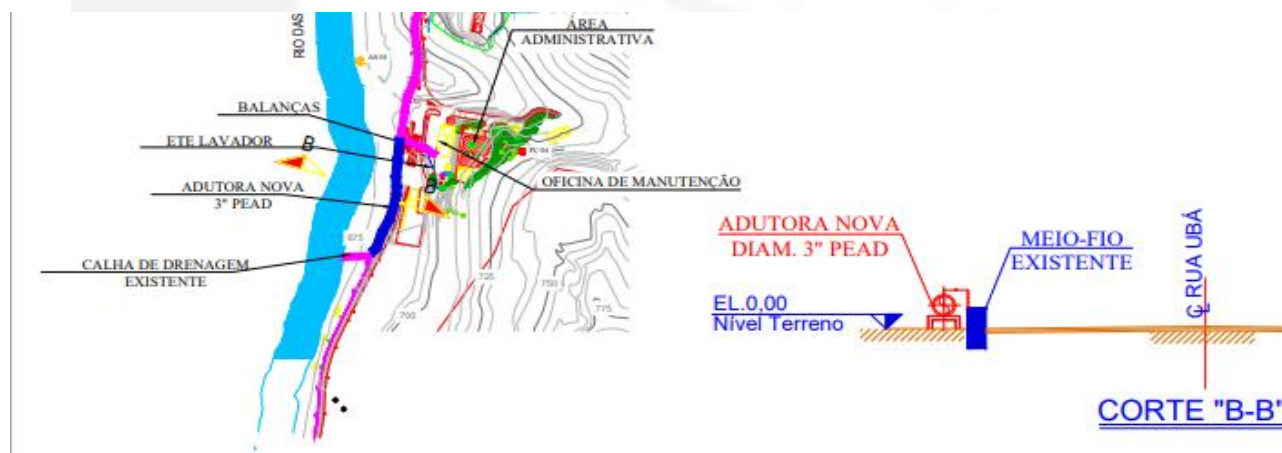 RIO DAS
ÁREA
ADMINISTRATIVA
BALANÇAS
ETE LAVADOR
B
ADUTORA NOVA
3" PEAD
B
OFICINA DE MANUTENÇÃO
675
CALHA DE DRENAGEM
EXISTENTE
700
725
750
775
ADUTORA NOVA
DIAM. 3" PEAD
MEIO-FIO
EXISTENTE
RUA UBÁ
EL.0,00
Nível Terreno
CORTE "B-B"